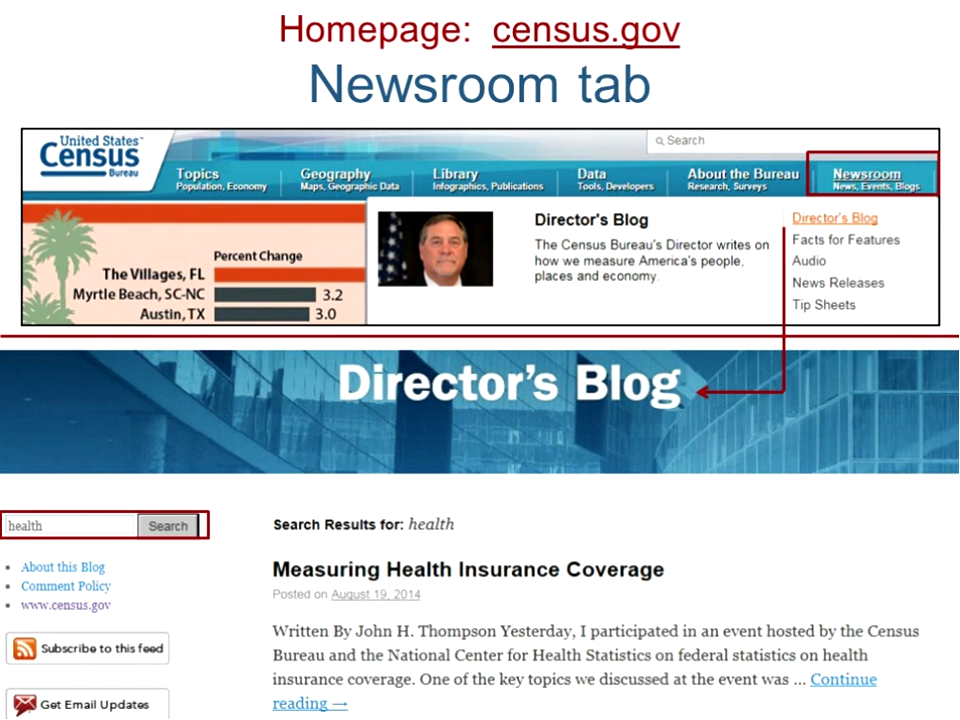 Homepage: census.gov
Newsroom tab
United States™
Census
Bureau
Search
Topics
Population, Economy
Geography
Maps, Geographic Data
Library
Infographics, Publications
Data
Tools, Developers
About the Bureau
Research, Surveys
Newsroom
News, Events, Blogs
Percent Change
The Villages, FL
Myrtle Beach, SC-NC 3.2
Austin, TX 3.0
Director's Blog
The Census Bureau's Director writes on
how we measure America's people,
places and economy.
Director's Blog
Facts for Features
Audio
News Releases
Tip Sheets
Director's Blog
health Search
About this Blog
Comment Policy
www.census.gov
Subscribe to this feed
Get Email Updates
Search Results for: health
Measuring Health Insurance Coverage
Posted on August 19, 2014
Written By John H. Thompson Yesterday, I participated in an event hosted by the Census
Bureau and the National Center for Health Statistics on federal statistics on health
insurance coverage. One of the key topics we discussed at the event was ... Continue
reading →